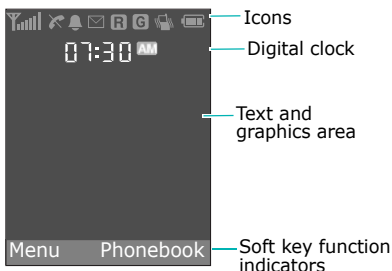 Icons
R G
07:30 AM
Digital clock
Text and
graphics area
Menu Phonebook
Soft key function
indicators